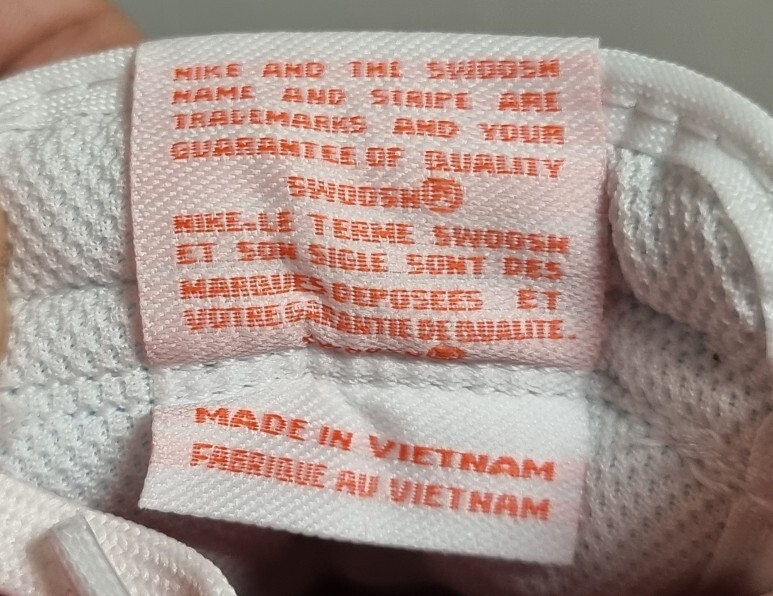 NIKE AND THE SWOOSH
NAME AND STRIPE ARE
TRADEMARKS AND YOUR
GUARANTEE OF QUALITY
SWOOSH®
NIKE.LE TERME SWOOSH
ET SON SIGLE SONT DES
MARQUES DEPOSEES ET
VOTRE GARANTIE DE QUALITE.
MADE IN VIETNAM
FABRIQUE AU VIETNAM